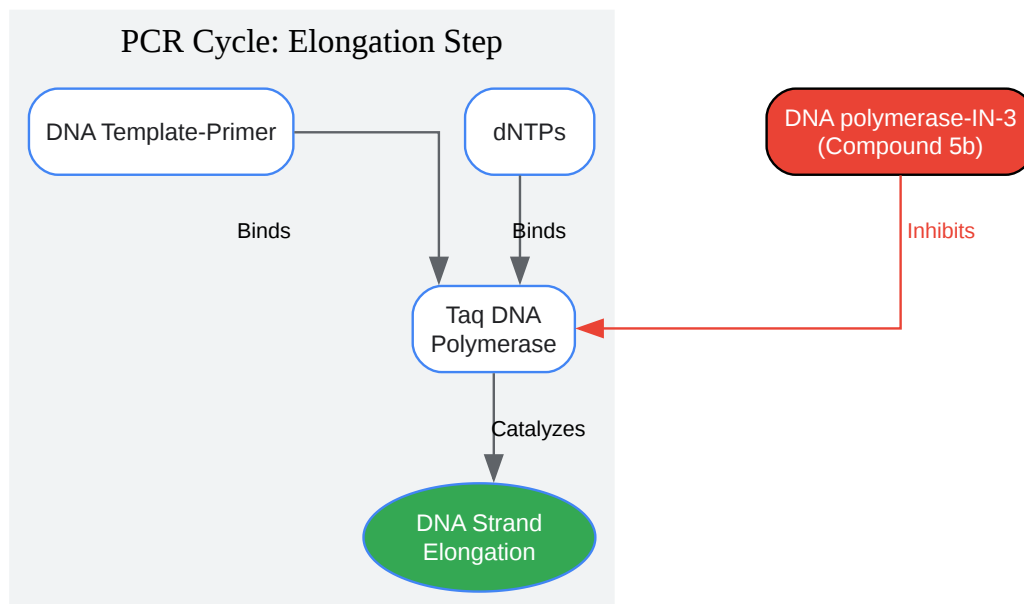 PCR Cycle: Elongation Step
DNA Template-Primer
dNTPs
DNA polymerase-IN-3
(Compound 5b)
Binds
Binds
Inhibits
Taq DNA
Polymerase
Catalyzes
DNA Strand
Elongation